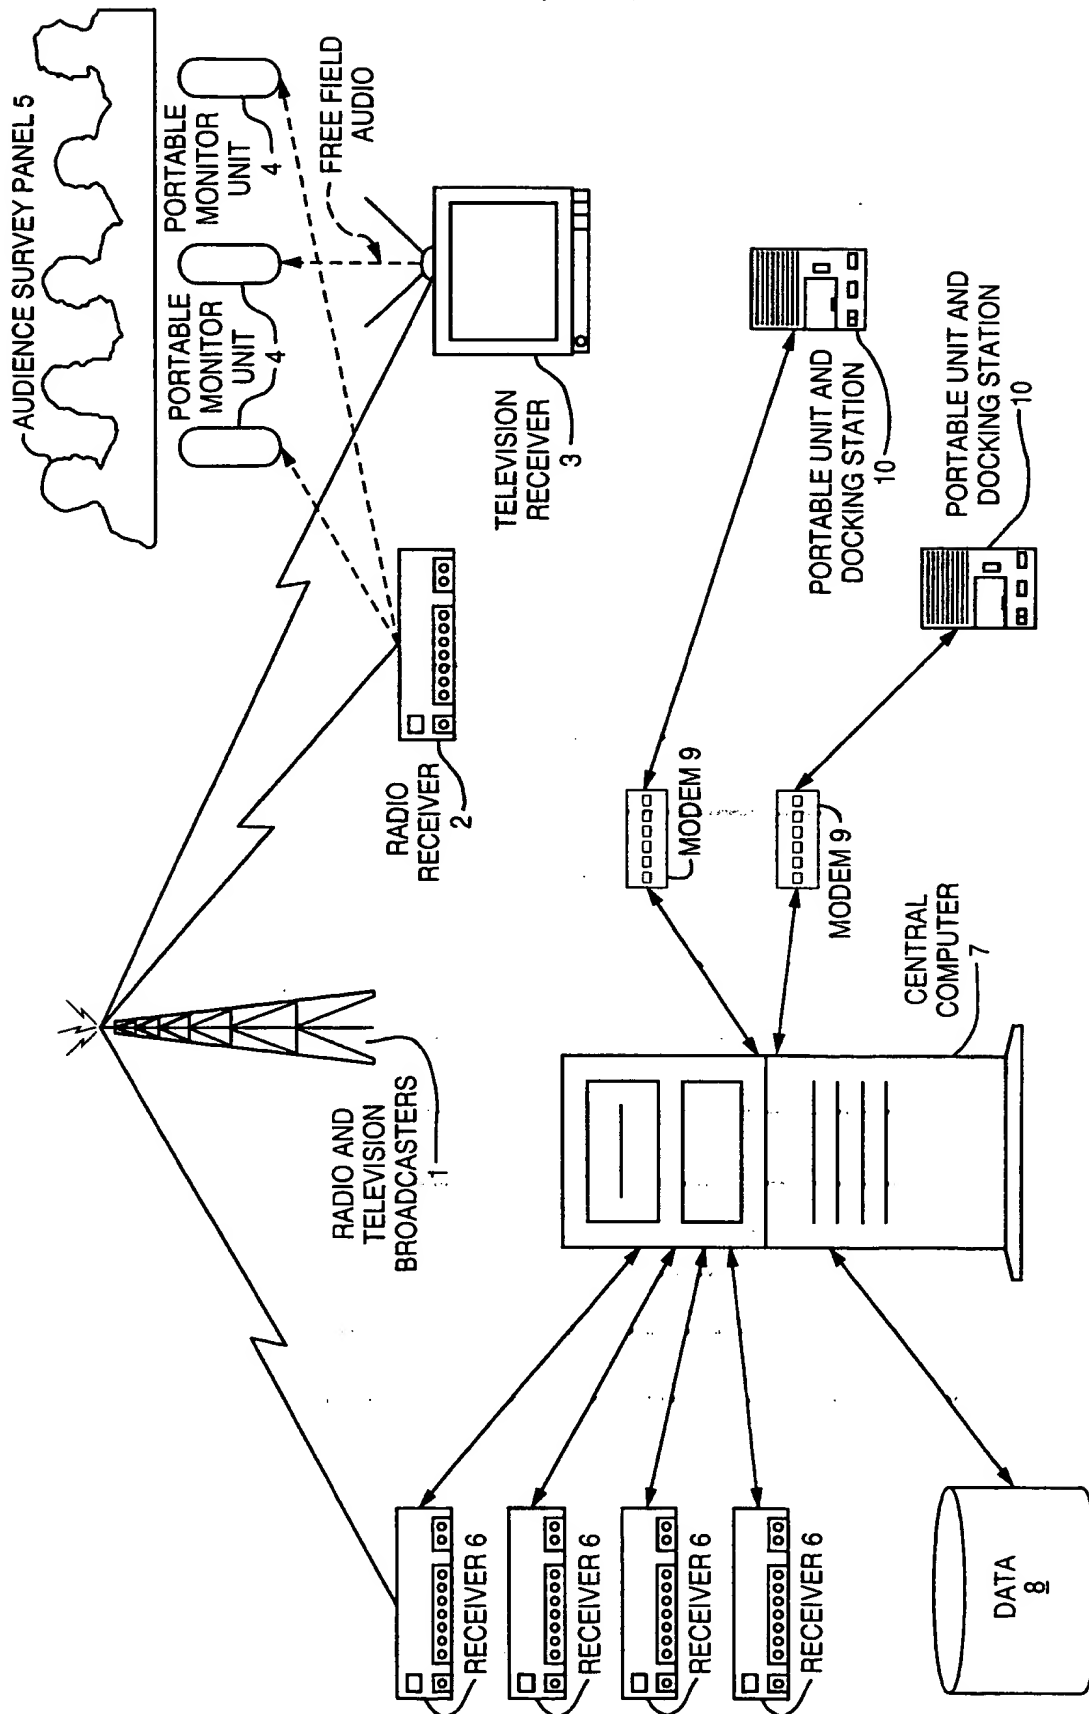 AUDIENCE SURVEY PANEL 5
PORTABLE
MONITOR
UNIT
4
PORTABLE
MONITOR
UNIT
4
FREE FIELD
AUDIO
RADIO AND
TELEVISION
BROADCASTERS
1
RADIO
RECEIVER
2
TELEVISION
RECEIVER
3
RECEIVER 6
RECEIVER 6
RECEIVER 6
RECEIVER 6
DATA
8
CENTRAL
COMPUTER
7
MODEM 9
MODEM 9
PORTABLE UNIT AND
DOCKING STATION
10
PORTABLE UNIT AND
DOCKING STATION
10